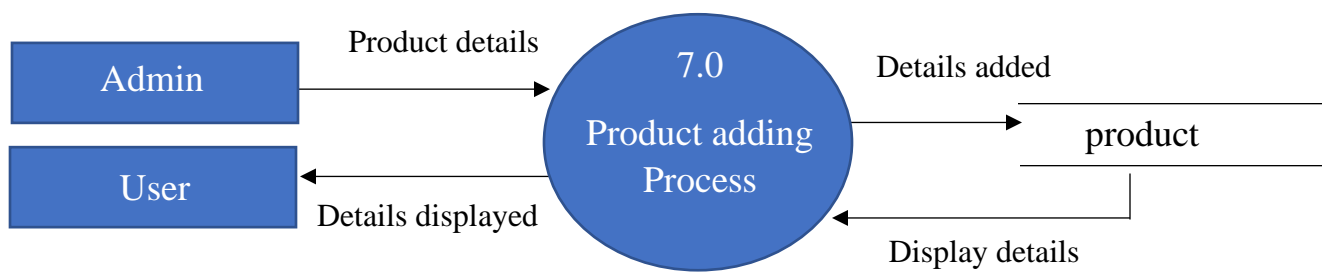 Admin
Product details
7.0
Product adding
Process
Details added
product
User
Details displayed
Display details